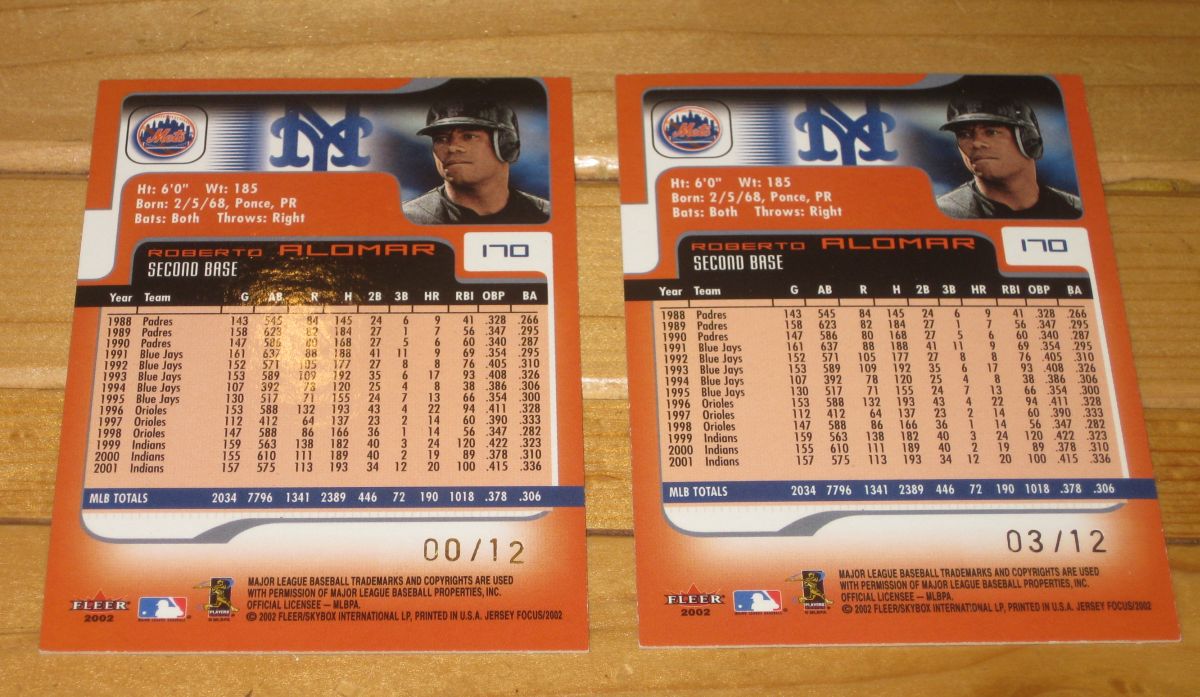 Mets
NY
Ht: 6'0" Wt: 185
Born: 2/5/68, Ponce, PR
Bats: Both Throws: Right
ROBERTO ALOMAR 170
SECOND BASE
Year Team G AB R H 2B 3B HR RBI OBP BA
1988 Padres 143 545 84 145 24 6 9 41 .328 .266
1989 Padres 158 623 82 184 27 1 7 56 .347 .295
1990 Padres 147 586 80 168 27 5 6 60 .340 .287
1991 Blue Jays 161 637 88 188 41 11 9 69 .354 .295
1992 Blue Jays 152 571 105 177 27 8 8 76 .405 .310
1993 Blue Jays 153 589 109 192 35 6 17 93 .408 .326
1994 Blue Jays 107 392 73 120 25 4 8 38 .386 .306
1995 Blue Jays 130 517 71 155 24 7 13 66 .354 .300
1996 Orioles 153 588 132 193 43 4 22 94 .411 .328
1997 Orioles 112 412 64 137 23 2 14 60 .390 .333
1998 Orioles 147 588 86 166 36 1 14 56 .347 .282
1999 Indians 159 563 138 182 40 3 24 120 .422 .323
2000 Indians 155 610 111 189 40 2 19 89 .378 .310
2001 Indians 157 575 113 193 34 12 20 100 .415 .336
MLB TOTALS 2034 7796 1341 2389 446 72 190 1018 .378 .306
00/12
FLEER
2002
PLAYERS
MAJOR LEAGUE BASEBALL TRADEMARKS AND COPYRIGHTS ARE USED
WITH PERMISSION OF MAJOR LEAGUE BASEBALL PROPERTIES, INC.
OFFICIAL LICENSEE – MLBPA.
© 2002 FLEER/SKYBOX INTERNATIONAL LP, PRINTED IN U.S.A. JERSEY FOCUS/2002
Mets
NY
Ht: 6'0" Wt: 185
Born: 2/5/68, Ponce, PR
Bats: Both Throws: Right
ROBERTO ALOMAR 170
SECOND BASE
Year Team G AB R H 2B 3B HR RBI OBP BA
1988 Padres 143 545 84 145 24 6 9 41 .328 .266
1989 Padres 158 623 82 184 27 1 7 56 .347 .295
1990 Padres 147 586 80 168 27 5 6 60 .340 .287
1991 Blue Jays 161 637 88 188 41 11 9 69 .354 .295
1992 Blue Jays 152 571 105 177 27 8 8 76 .405 .310
1993 Blue Jays 153 589 109 192 35 6 17 93 .408 .326
1994 Blue Jays 107 392 78 120 25 4 8 38 .386 .306
1995 Blue Jays 130 517 71 155 24 7 13 66 .354 .300
1996 Orioles 153 588 132 193 43 4 22 94 .411 .328
1997 Orioles 112 412 64 137 23 2 14 60 .390 .333
1998 Orioles 147 588 86 166 36 1 14 56 .347 .282
1999 Indians 159 563 138 182 40 3 24 120 .422 .323
2000 Indians 155 610 111 189 40 2 19 89 .378 .310
2001 Indians 157 575 113 193 34 12 20 100 .415 .336
MLB TOTALS 2034 7796 1341 2389 446 72 190 1018 .378 .306
03/12
FLEER
2002
PLAYERS
MAJOR LEAGUE BASEBALL TRADEMARKS AND COPYRIGHTS ARE USED
WITH PERMISSION OF MAJOR LEAGUE BASEBALL PROPERTIES, INC.
OFFICIAL LICENSEE – MLBPA.
© 2002 FLEER/SKYBOX INTERNATIONAL LP, PRINTED IN U.S.A. JERSEY FOCUS/2002